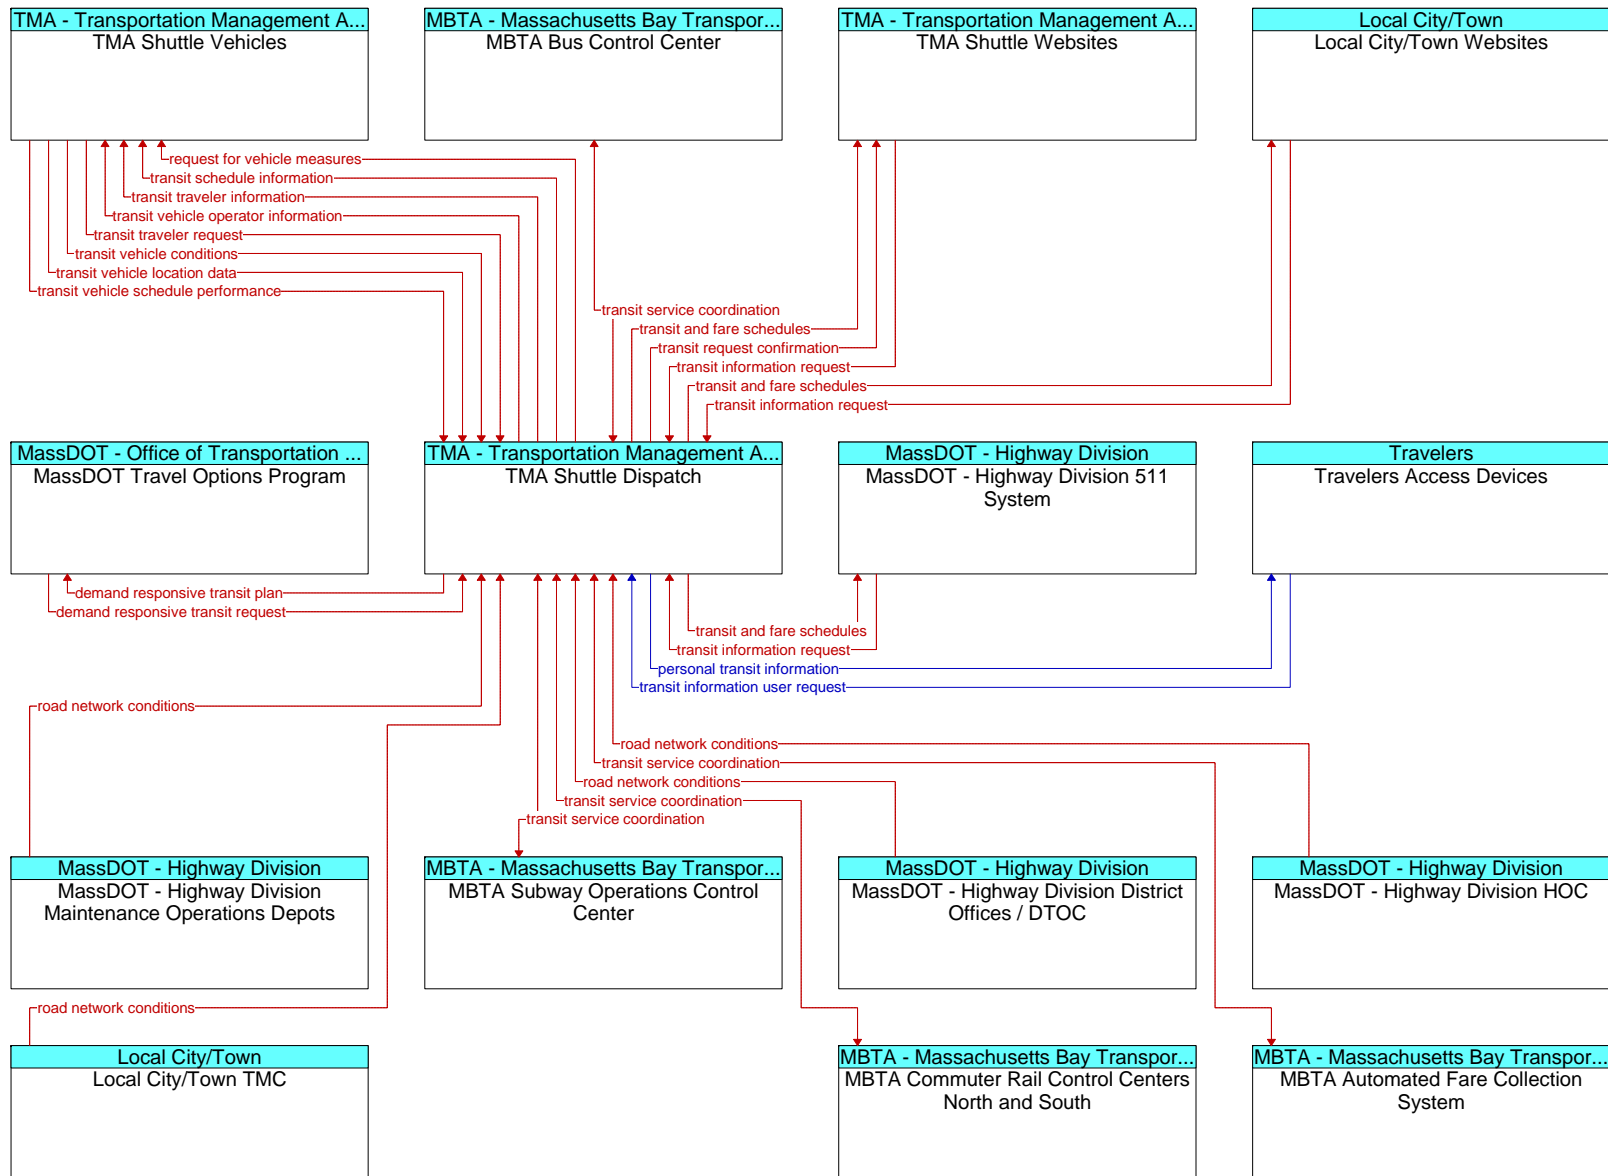 TMA - Transportation Management A...
TMA Shuttle Vehicles
MBTA - Massachusetts Bay Transpor...
MBTA Bus Control Center
TMA - Transportation Management A...
TMA Shuttle Websites
Local City/Town
Local City/Town Websites
request for vehicle measures
transit schedule information
transit traveler information
transit vehicle operator information
transit traveler request
transit vehicle conditions
transit vehicle location data
transit vehicle schedule performance
transit service coordination
transit and fare schedules
transit request confirmation
transit information request
transit and fare schedules
transit information request
MassDOT - Office of Transportation ...
MassDOT Travel Options Program
TMA - Transportation Management A...
TMA Shuttle Dispatch
MassDOT - Highway Division
MassDOT - Highway Division 511
System
Travelers
Travelers Access Devices
demand responsive transit plan
demand responsive transit request
transit and fare schedules
transit information request
personal transit information
transit information user request
road network conditions
road network conditions
transit service coordination
road network conditions
transit service coordination
transit service coordination
MassDOT - Highway Division
MassDOT - Highway Division
Maintenance Operations Depots
MBTA - Massachusetts Bay Transpor...
MBTA Subway Operations Control
Center
MassDOT - Highway Division
MassDOT - Highway Division District
Offices / DTOC
MassDOT - Highway Division
MassDOT - Highway Division HOC
road network conditions
Local City/Town
Local City/Town TMC
MBTA - Massachusetts Bay Transpor...
MBTA Commuter Rail Control Centers
North and South
MBTA - Massachusetts Bay Transpor...
MBTA Automated Fare Collection
System